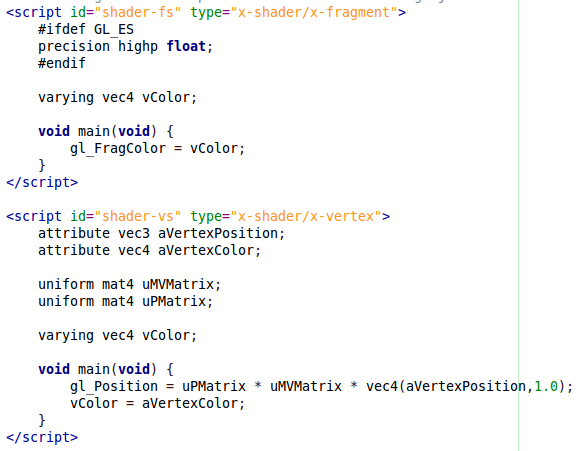 <script id="shader-fs" type="x-shader/x-fragment">
    #ifdef GL_ES
    precision highp float;
    #endif

    varying vec4 vColor;

    void main(void) {
        gl_FragColor = vColor;
    }
</script>

<script id="shader-vs" type="x-shader/x-vertex">
    attribute vec3 aVertexPosition;
    attribute vec4 aVertexColor;

    uniform mat4 uMVMatrix;
    uniform mat4 uPMatrix;

    varying vec4 vColor;

    void main(void) {
        gl_Position = uPMatrix * uMVMatrix * vec4(aVertexPosition,1.0);
        vColor = aVertexColor;
    }
</script>